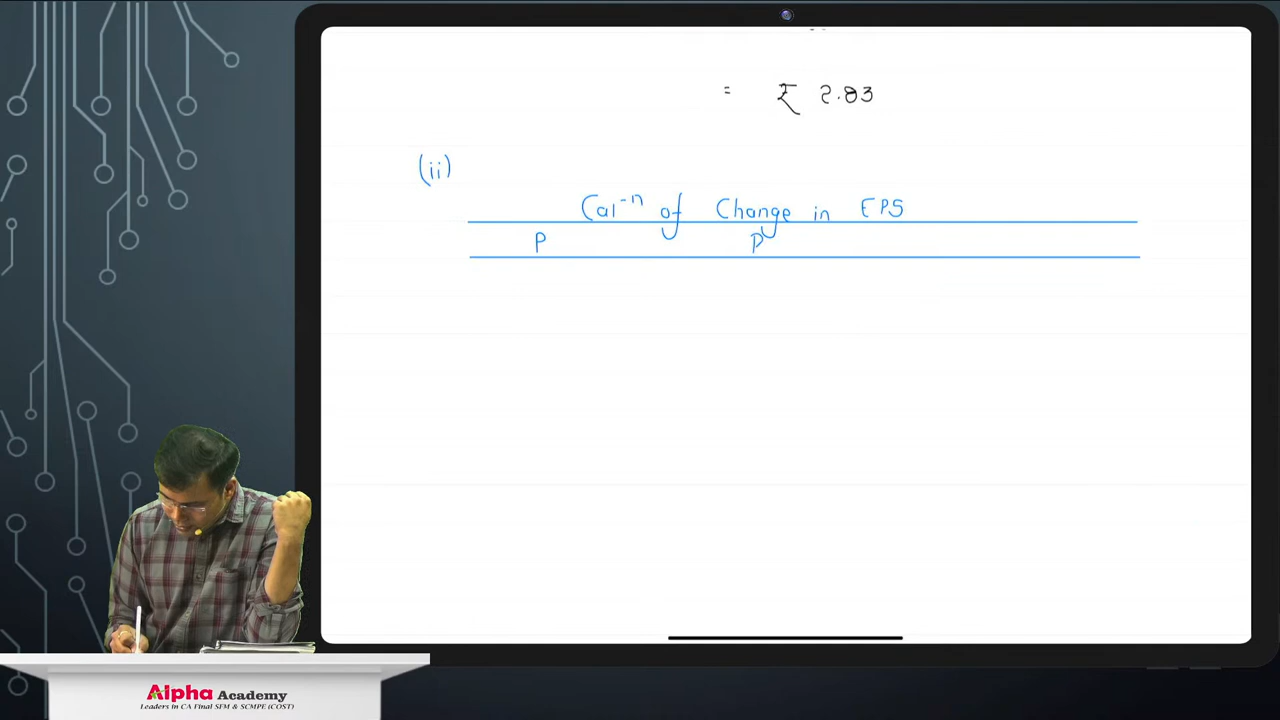 = ₹ 2.83
(ii)
Cal⁻ⁿ of Change in EPS
P P
Alpha Academy
Leaders in CA Final SFM & SCMPE (COST)